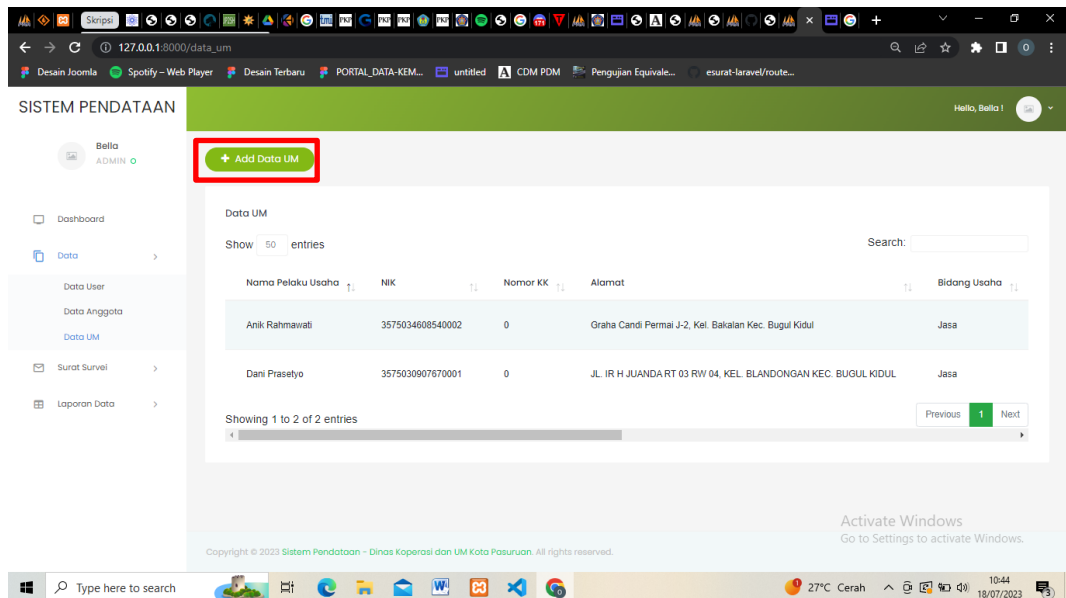 Skripsi
127.0.0.1:8000/data_um
Desain Joomla Spotify – Web Player Desain Terbaru PORTAL_DATA-KEM... untitled CDM PDM Pengujian Equivale... esurat-laravel/route...
SISTEM PENDATAAN
Hello, Bella !
Bella
ADMIN
+ Add Data UM
Dashboard
Data
Data User
Data Anggota
Data UM
Surat Survei
Laporan Data
Data UM
Show 50 entries
Search:
Nama Pelaku Usaha NIK Nomor KK Alamat Bidang Usaha
Anik Rahmawati 3575034608540002 0 Graha Candi Permai J-2, Kel. Bakalan Kec. Bugul Kidul Jasa
Dani Prasetyo 3575030907670001 0 JL. IR H JUANDA RT 03 RW 04, KEL. BLANDONGAN KEC. BUGUL KIDUL Jasa
Showing 1 to 2 of 2 entries
Previous 1 Next
Activate Windows
Go to Settings to activate Windows.
Copyright © 2023 Sistem Pendataan - Dinas Koperasi dan UM Kota Pasuruan. All rights reserved.
Type here to search
27°C Cerah
10:44
18/07/2023